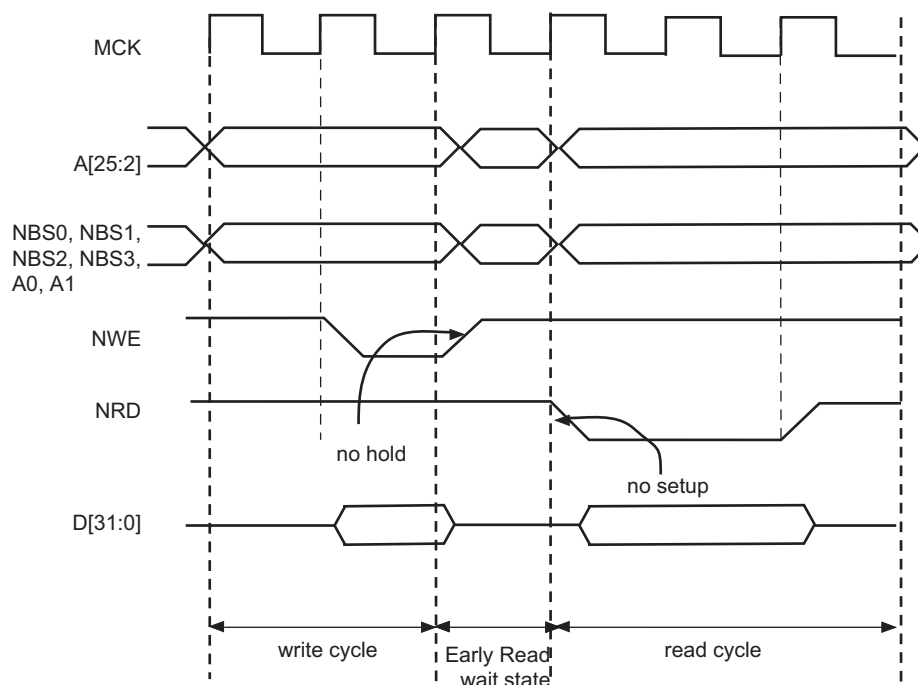 MCK
A[25:2]
NBS0, NBS1,
NBS2, NBS3,
A0, A1
NWE
NRD
no hold
no setup
D[31:0]
write cycle
Early Read
wait state
read cycle